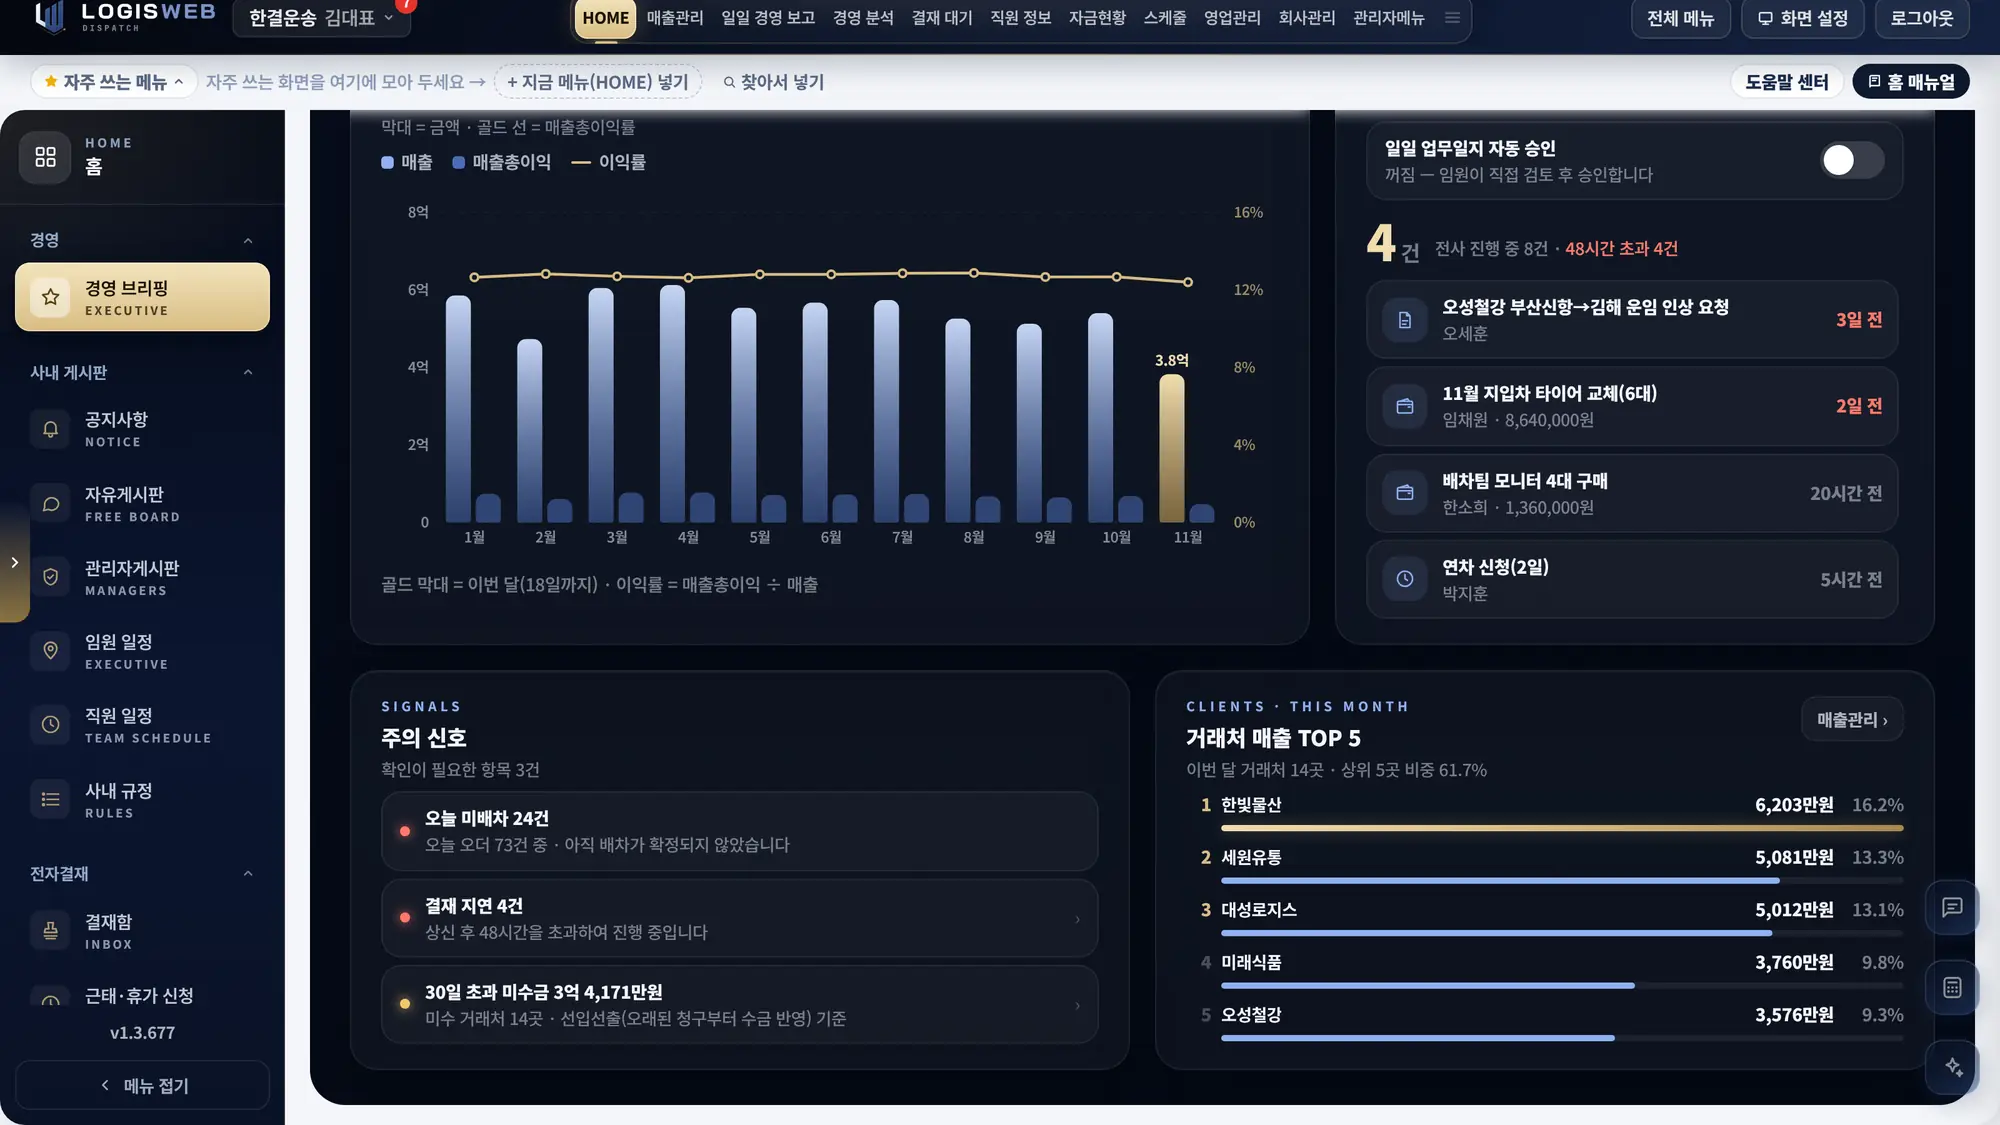 LOGISWEB
DISPATCH
한결운송 김대표
7
HOME 매출관리 일일 경영 보고 경영 분석 결재 대기 직원 정보 자금현황 스케줄 영업관리 회사관리 관리자메뉴
전체 메뉴
화면 설정
로그아웃
자주 쓰는 메뉴
자주 쓰는 화면을 여기에 모아 두세요 →
+ 지금 메뉴(HOME) 넣기
찾아서 넣기
도움말 센터
홈 매뉴얼
HOME
홈
경영
경영 브리핑
EXECUTIVE
사내 게시판
공지사항
NOTICE
자유게시판
FREE BOARD
관리자게시판
MANAGERS
임원 일정
EXECUTIVE
직원 일정
TEAM SCHEDULE
사내 규정
RULES
전자결재
결재함
INBOX
근태·휴가 신청
v1.3.677
메뉴 접기
막대 = 금액 · 골드 선 = 매출총이익률
매출 매출총이익 이익률
8억 16%
6억 12%
3.8억
4억 8%
2억 4%
0 0%
1월 2월 3월 4월 5월 6월 7월 8월 9월 10월 11월
골드 막대 = 이번 달(18일까지) · 이익률 = 매출총이익 ÷ 매출
일일 업무일지 자동 승인
꺼짐 — 임원이 직접 검토 후 승인합니다
4건 전사 진행 중 8건 · 48시간 초과 4건
오성철강 부산신항→김해 운임 인상 요청
오세훈
3일 전
11월 지입차 타이어 교체(6대)
임채원 · 8,640,000원
2일 전
배차팀 모니터 4대 구매
한소희 · 1,360,000원
20시간 전
연차 신청(2일)
박지훈
5시간 전
SIGNALS
주의 신호
확인이 필요한 항목 3건
오늘 미배차 24건
오늘 오더 73건 중 · 아직 배차가 확정되지 않았습니다
결재 지연 4건
상신 후 48시간을 초과하여 진행 중입니다
30일 초과 미수금 3억 4,171만원
미수 거래처 14곳 · 선입선출(오래된 청구부터 수금 반영) 기준
CLIENTS · THIS MONTH
거래처 매출 TOP 5
이번 달 거래처 14곳 · 상위 5곳 비중 61.7%
매출관리 ›
1 한빛물산 6,203만원 16.2%
2 세원유통 5,081만원 13.3%
3 대성로지스 5,012만원 13.1%
4 미래식품 3,760만원 9.8%
5 오성철강 3,576만원 9.3%